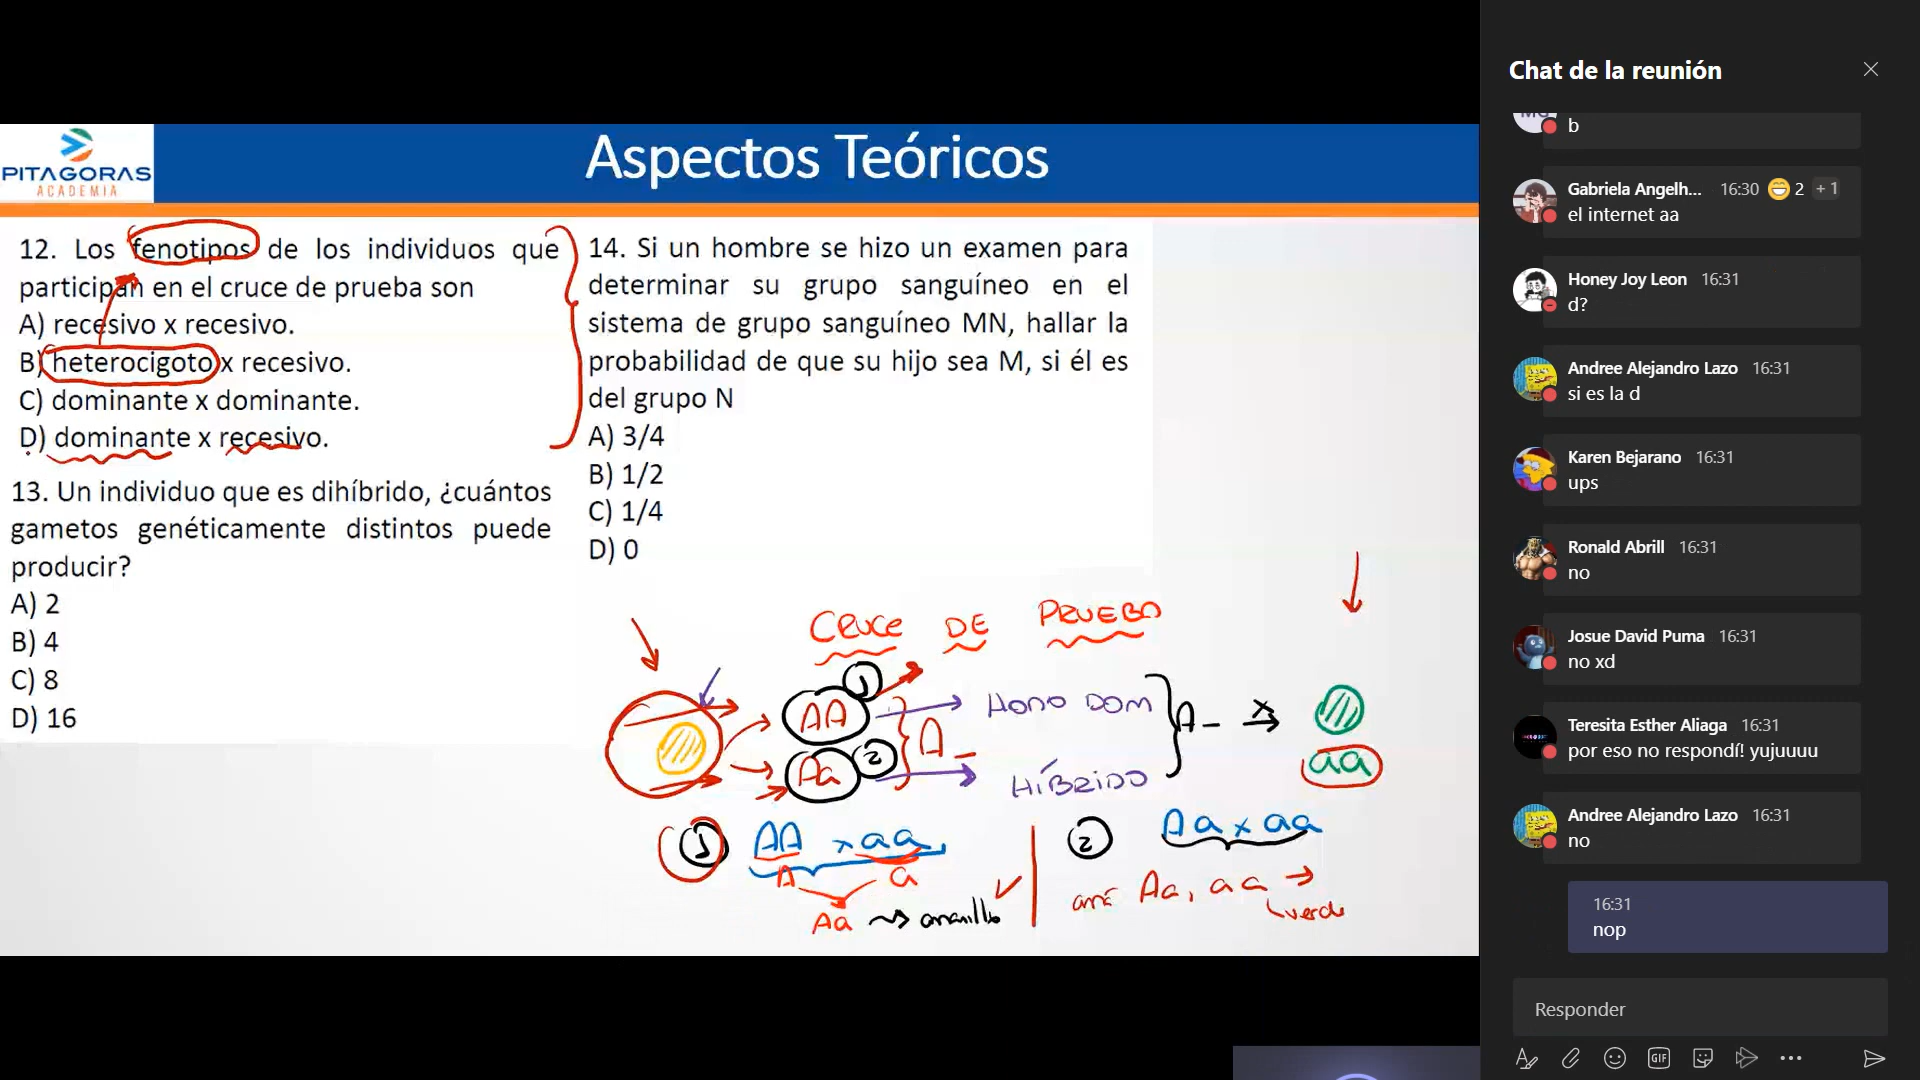 PITAGORAS
ACADEMIA
Aspectos Teóricos
12. Los fenotipos de los individuos que
participan en el cruce de prueba son
A) recesivo x recesivo.
B) heterocigoto x recesivo.
C) dominante x dominante.
D) dominante x recesivo.
13. Un individuo que es dihíbrido, ¿cuántos
gametos genéticamente distintos puede
producir?
A) 2
B) 4
C) 8
D) 16
14. Si un hombre se hizo un examen para
determinar su grupo sanguíneo en el
sistema de grupo sanguíneo MN, hallar la
probabilidad de que su hijo sea M, si él es
del grupo N
A) 3/4
B) 1/2
C) 1/4
D) 0
CRUCE DE PRUEBA
AA 1
Aa 2
A_
HOMO DOM
HÍBRIDO
A_ x
aa
1 AA x aa
A a
Aa amarillo
2 Aa x aa
Aa, aa
verde
Chat de la reunión
b
Gabriela Angelh... 16:30 2 + 1
el internet aa
Honey Joy Leon 16:31
d?
Andree Alejandro Lazo 16:31
si es la d
Karen Bejarano 16:31
ups
Ronald Abrill 16:31
no
Josue David Puma 16:31
no xd
Teresita Esther Aliaga 16:31
por eso no respondí! yujuuuu
Andree Alejandro Lazo 16:31
no
16:31
nop
Responder
GIF